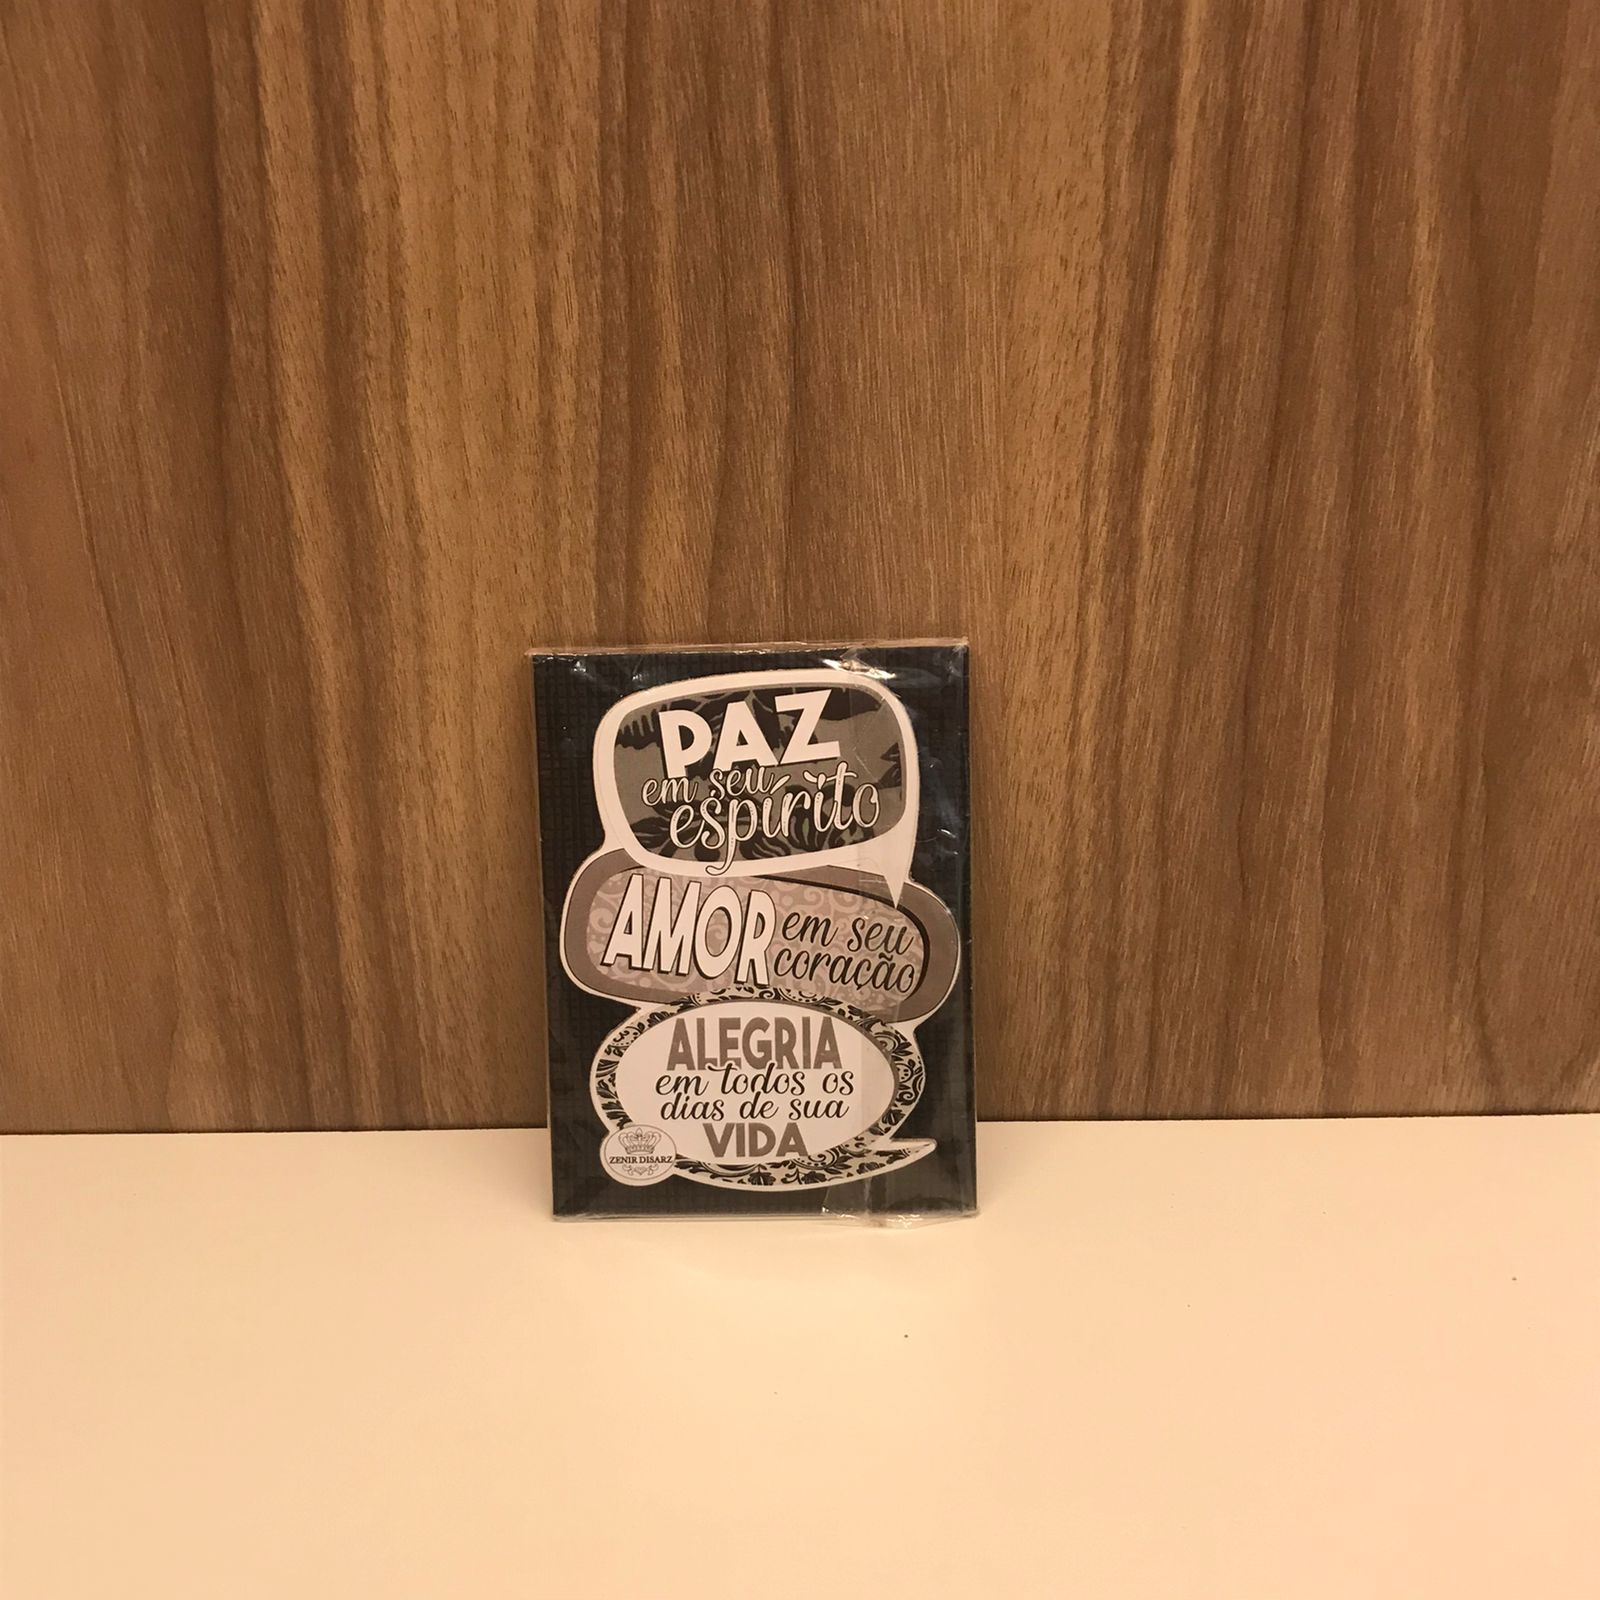 PAZ
em seu
espírito
AMOR em seu
coração
ALEGRIA
em todos os
dias de sua
VIDA
ZENIR DISARZ